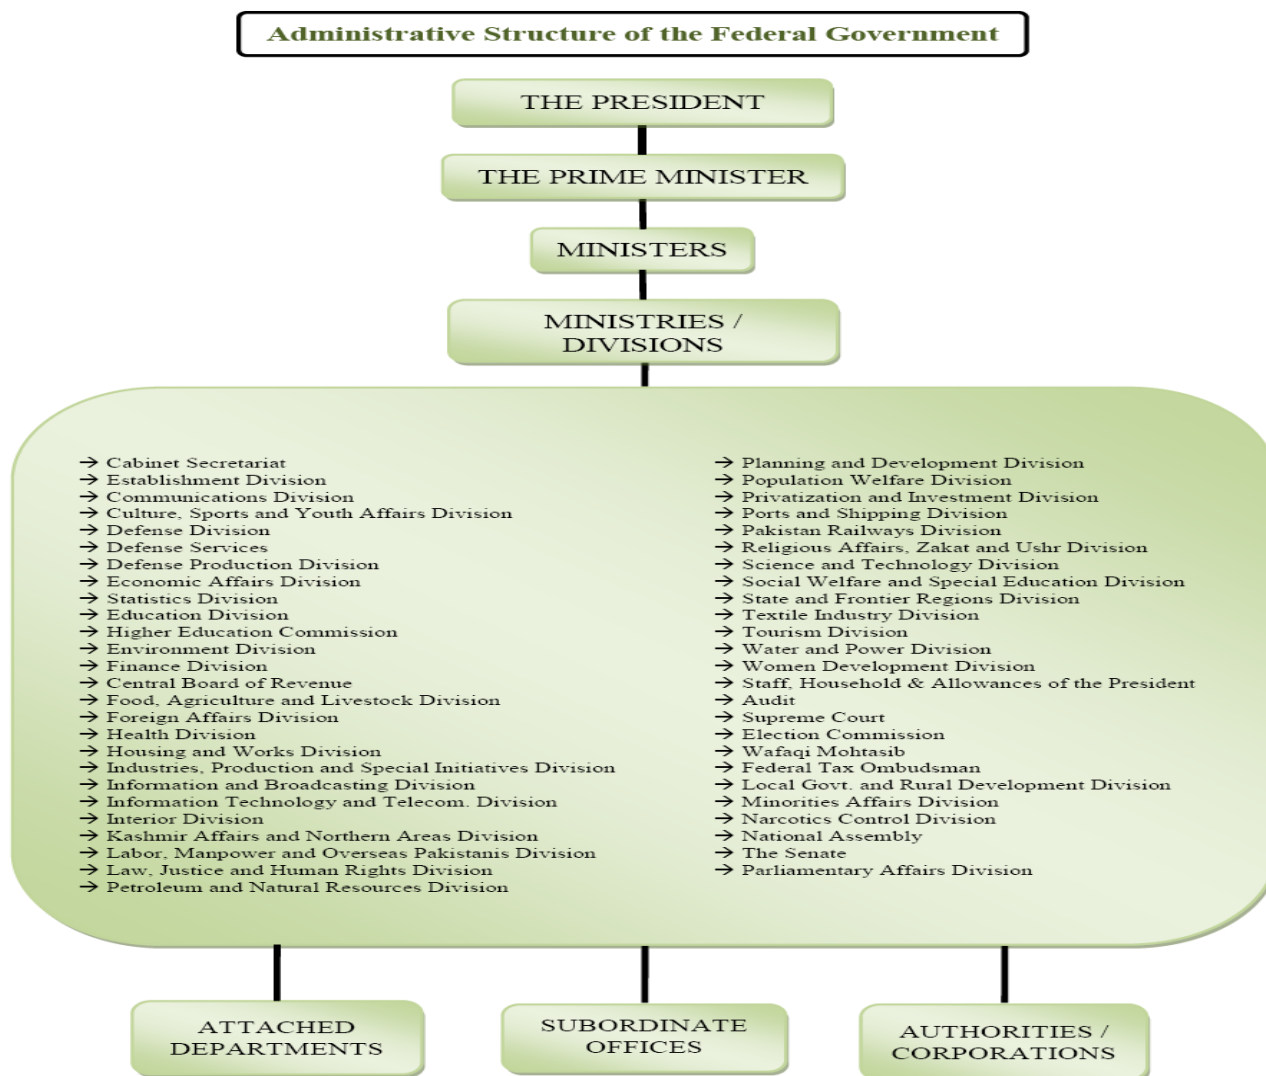 Administrative Structure of the Federal Government
THE PRESIDENT
THE PRIME MINISTER
MINISTERS
MINISTRIES /
DIVISIONS
→ Cabinet Secretariat
→ Establishment Division
→ Communications Division
→ Culture, Sports and Youth Affairs Division
→ Defense Division
→ Defense Services
→ Defense Production Division
→ Economic Affairs Division
→ Statistics Division
→ Education Division
→ Higher Education Commission
→ Environment Division
→ Finance Division
→ Central Board of Revenue
→ Food, Agriculture and Livestock Division
→ Foreign Affairs Division
→ Health Division
→ Housing and Works Division
→ Industries, Production and Special Initiatives Division
→ Information and Broadcasting Division
→ Information Technology and Telecom. Division
→ Interior Division
→ Kashmir Affairs and Northern Areas Division
→ Labor, Manpower and Overseas Pakistanis Division
→ Law, Justice and Human Rights Division
→ Petroleum and Natural Resources Division
→ Planning and Development Division
→ Population Welfare Division
→ Privatization and Investment Division
→ Ports and Shipping Division
→ Pakistan Railways Division
→ Religious Affairs, Zakat and Ushr Division
→ Science and Technology Division
→ Social Welfare and Special Education Division
→ State and Frontier Regions Division
→ Textile Industry Division
→ Tourism Division
→ Water and Power Division
→ Women Development Division
→ Staff, Household & Allowances of the President
→ Audit
→ Supreme Court
→ Election Commission
→ Wafaqi Mohtasib
→ Federal Tax Ombudsman
→ Local Govt. and Rural Development Division
→ Minorities Affairs Division
→ Narcotics Control Division
→ National Assembly
→ The Senate
→ Parliamentary Affairs Division
ATTACHED
DEPARTMENTS
SUBORDINATE
OFFICES
AUTHORITIES /
CORPORATIONS